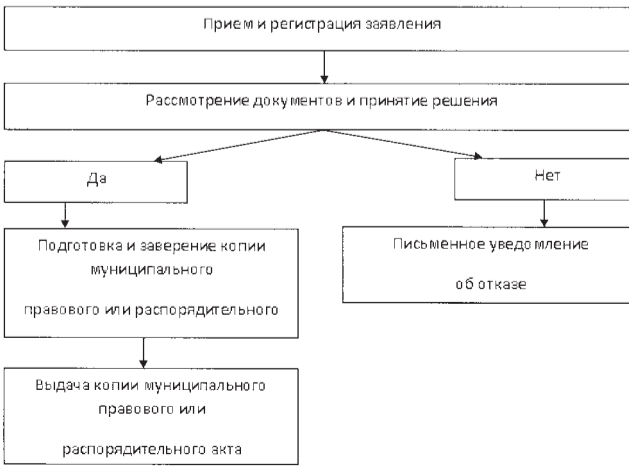 Прием и регистрация заявления
Рассмотрение документов и принятие решения
Да
Нет
Подготовка и заверение копии
муниципального
правового или распорядительного
Письменное уведомление
об отказе
Выдача копии муниципального
правового или
распорядительного акта